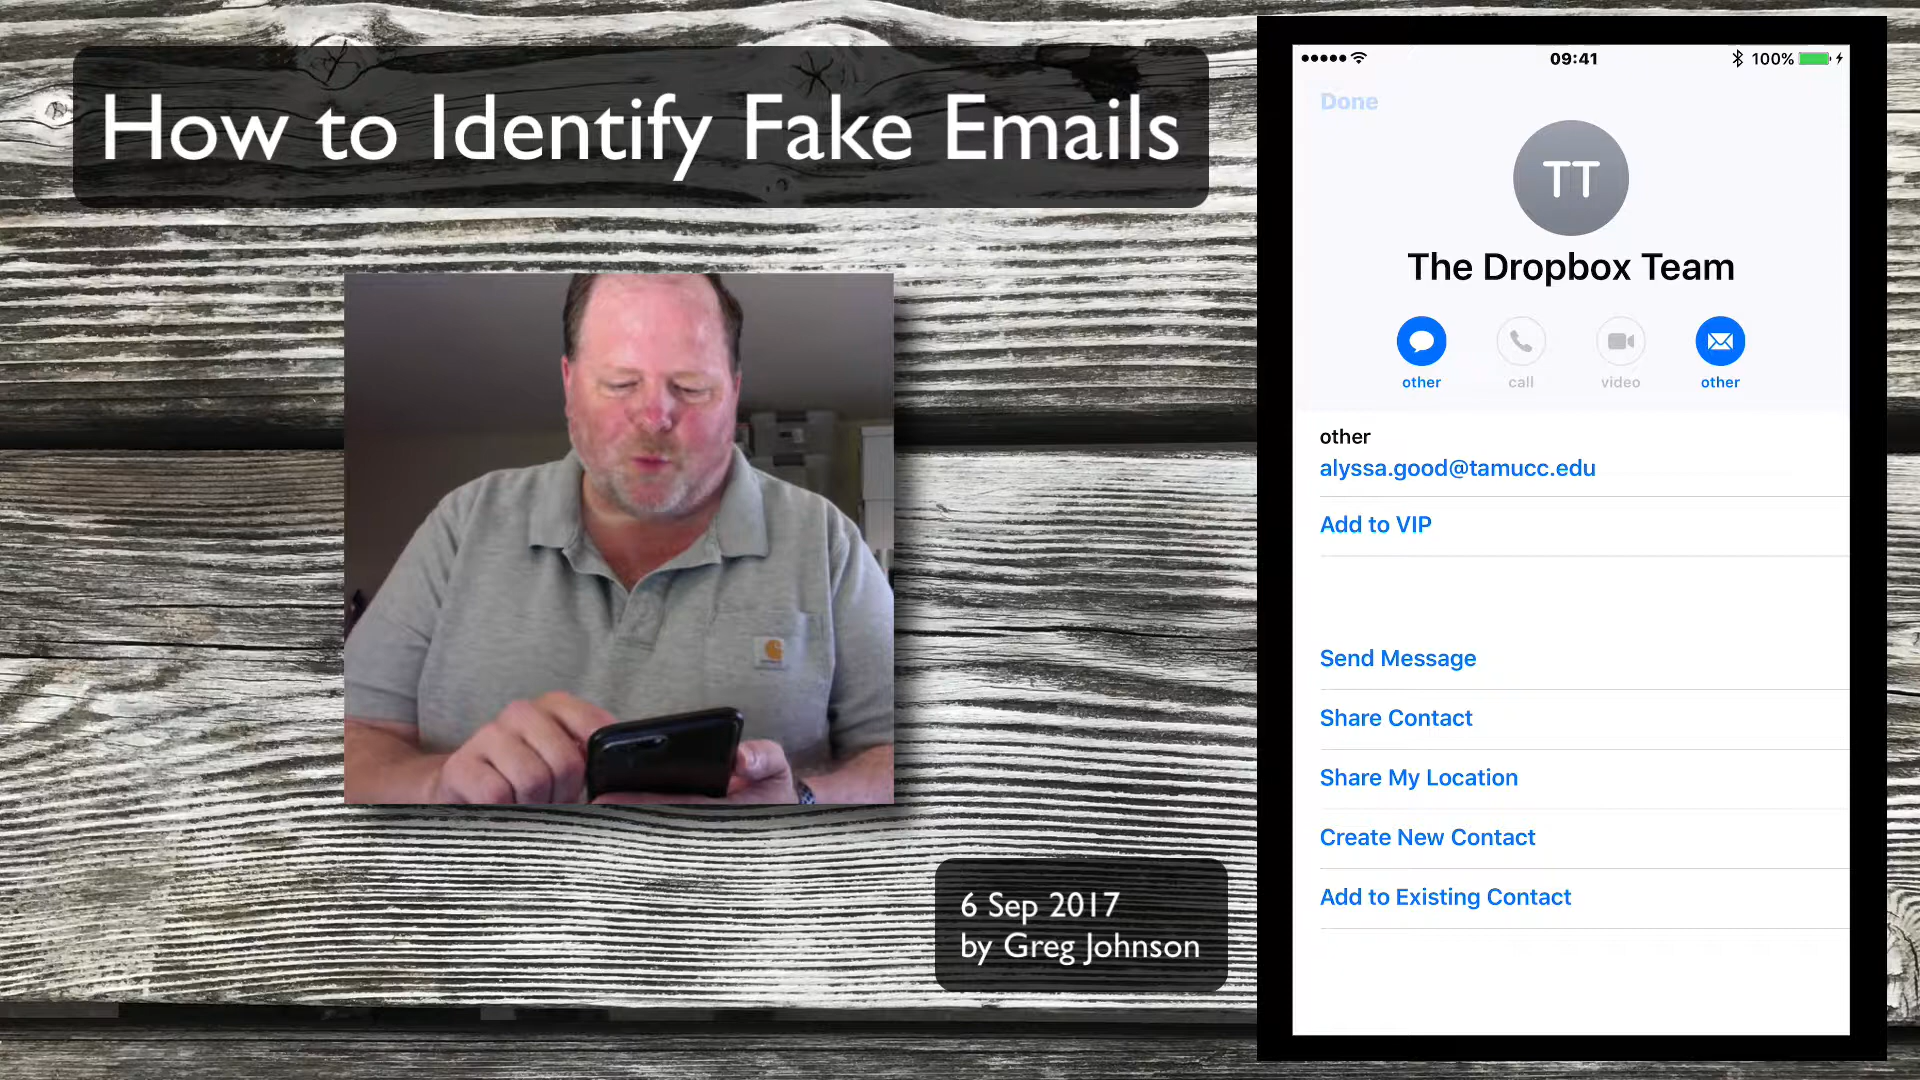 How to Identify Fake Emails
09:41
100%
Done
TT
The Dropbox Team
other
call
video
other
other
alyssa.good@tamucc.edu
Add to VIP
Send Message
Share Contact
Share My Location
Create New Contact
Add to Existing Contact
6 Sep 2017
by Greg Johnson